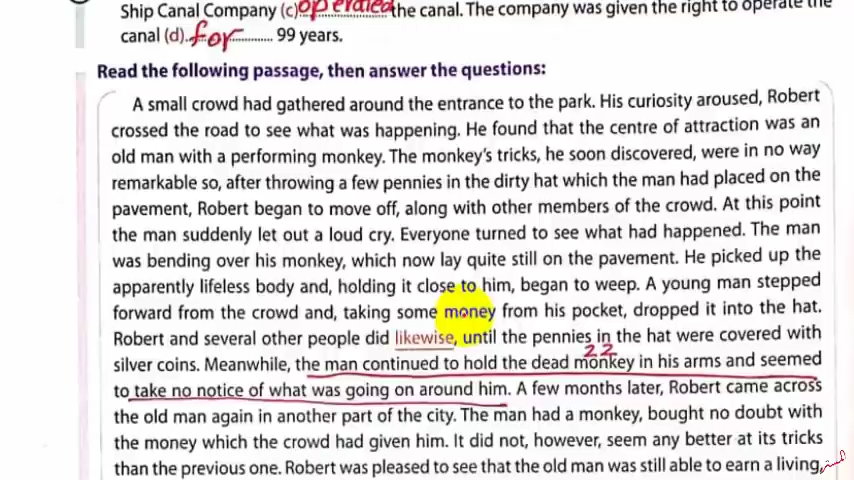 Ship Canal Company (c) operated the canal. The company was given the right to operate the
canal (d) for ............ 99 years.
Read the following passage, then answer the questions:
A small crowd had gathered around the entrance to the park. His curiosity aroused, Robert
crossed the road to see what was happening. He found that the centre of attraction was an
old man with a performing monkey. The monkey's tricks, he soon discovered, were in no way
remarkable so, after throwing a few pennies in the dirty hat which the man had placed on the
pavement, Robert began to move off, along with other members of the crowd. At this point
the man suddenly let out a loud cry. Everyone turned to see what had happened. The man
was bending over his monkey, which now lay quite still on the pavement. He picked up the
apparently lifeless body and, holding it close to him, began to weep. A young man stepped
forward from the crowd and, taking some money from his pocket, dropped it into the hat.
Robert and several other people did likewise, until the pennies in the hat were covered with
22
silver coins. Meanwhile, the man continued to hold the dead monkey in his arms and seemed
to take no notice of what was going on around him. A few months later, Robert came across
the old man again in another part of the city. The man had a monkey, bought no doubt with
the money which the crowd had given him. It did not, however, seem any better at its tricks
than the previous one. Robert was pleased to see that the old man was still able to earn a living,